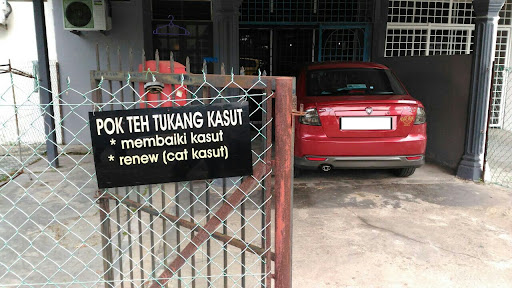 POK TEH TUKANG KASUT
* membaiki kasut
* renew (cat kasut)